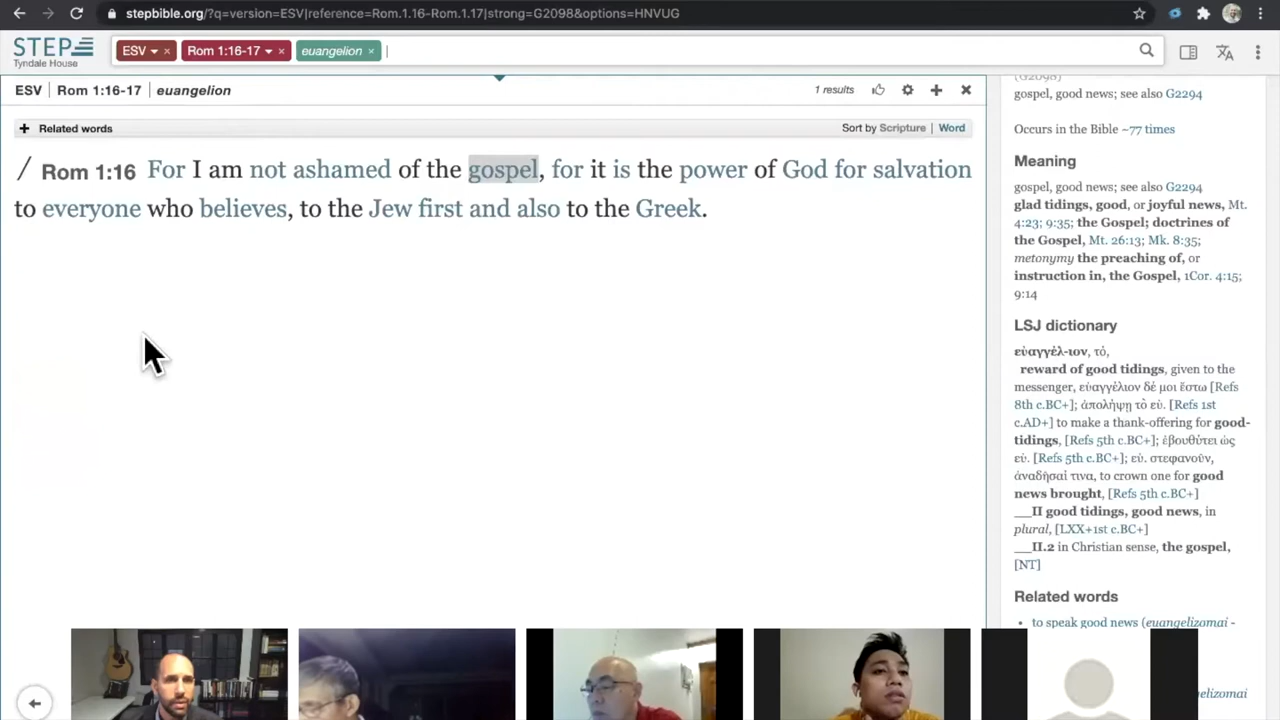 stepbible.org/?q=version=ESV|reference=Rom.1.16-Rom.1.17|strong=G2098&options=HNVUG
STEP
Tyndale House
ESV × Rom 1:16-17 × euangelion ×
ESV | Rom 1:16-17 | euangelion
1 results
+ Related words
Sort by Scripture | Word
/ Rom 1:16 For I am not ashamed of the gospel, for it is the power of God for salvation
to everyone who believes, to the Jew first and also to the Greek.
(G2098)
gospel, good news; see also G2294
Occurs in the Bible ~77 times
Meaning
gospel, good news; see also G2294
glad tidings, good, or joyful news, Mt.
4:23; 9:35; the Gospel; doctrines of
the Gospel, Mt. 26:13; Mk. 8:35;
metonymy the preaching of, or
instruction in, the Gospel, 1Cor. 4:15;
9:14
LSJ dictionary
εὐαγγέλ-ιον, τό,
reward of good tidings, given to the
messenger, εὐαγγέλιον δέ μοι ἔστω [Refs
8th c.BC+]; ἀπολήψῃ τὸ εὐ. [Refs 1st
c.AD+] to make a thank-offering for good-
tidings, [Refs 5th c.BC+]; ἐβουθύτει ὡς
εὐ. [Refs 5th c.BC+]; εὐ. στεφανοῦν,
ἀναδῆσαί τινα, to crown one for good
news brought, [Refs 5th c.BC+]
__II good tidings, good news, in
plural, [LXX+1st c.BC+]
__II.2 in Christian sense, the gospel,
[NT]
Related words
• to speak good news (euangelizomai -